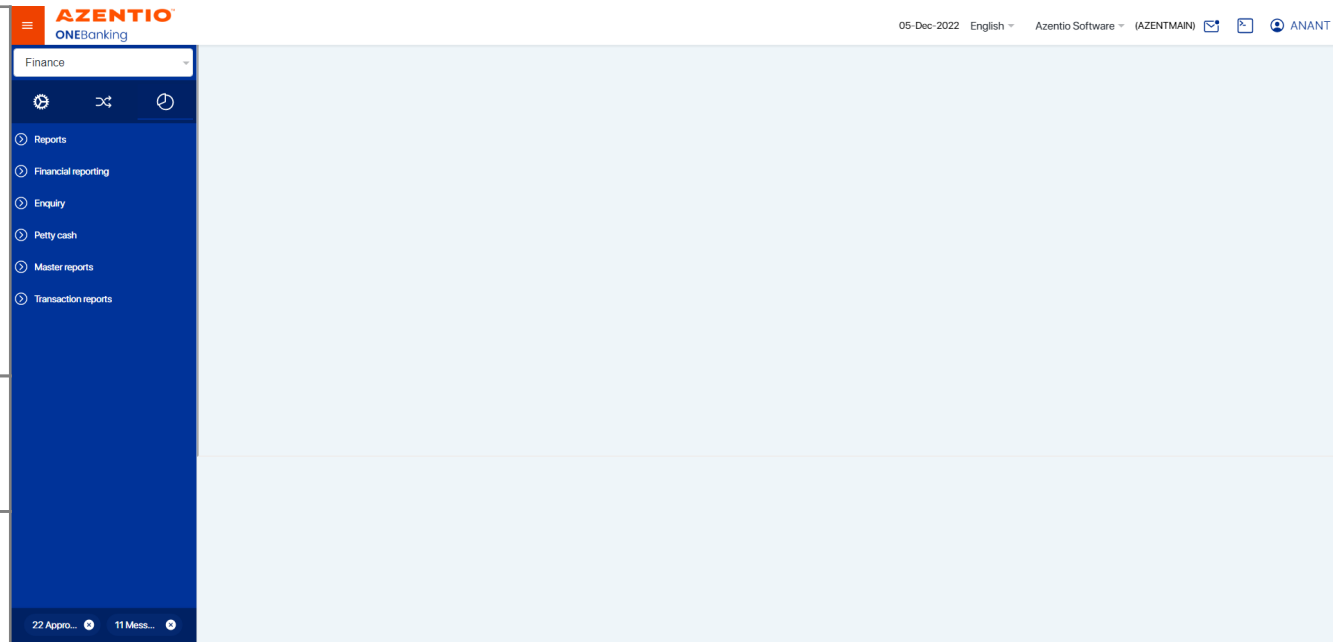 AZENTIO™
ONEBanking
05-Dec-2022 English Azentio Software (AZENTMAIN) ANANT
Finance
Reports
Financial reporting
Enquiry
Petty cash
Master reports
Transaction reports
22 Appro... 11 Mess...